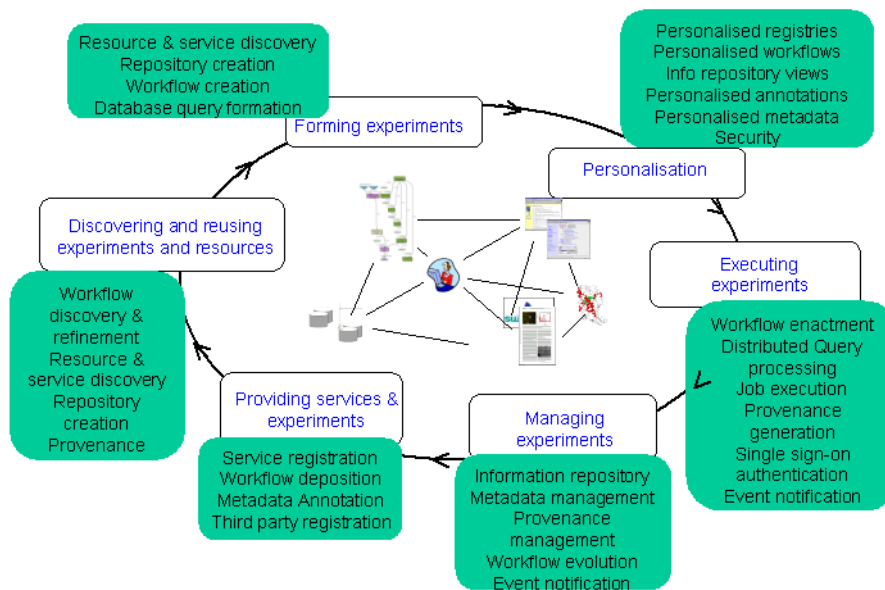 Resource & service discovery
Repository creation
Workflow creation
Database query formation
Forming experiments
Personalised registries
Personalised workflows
Info repository views
Personalised annotations
Personalised metadata
Security
Personalisation
Executing
experiments
Workflow enactment
Distributed Query
processing
Job execution
Provenance
generation
Single sign-on
authentication
Event notification
Managing
experiments
Information repository
Metadata management
Provenance
management
Workflow evolution
Event notification
Providing services &
experiments
Service registration
Workflow deposition
Metadata Annotation
Third party registration
Discovering and reusing
experiments and resources
Workflow
discovery &
refinement
Resource &
service discovery
Repository
creation
Provenance